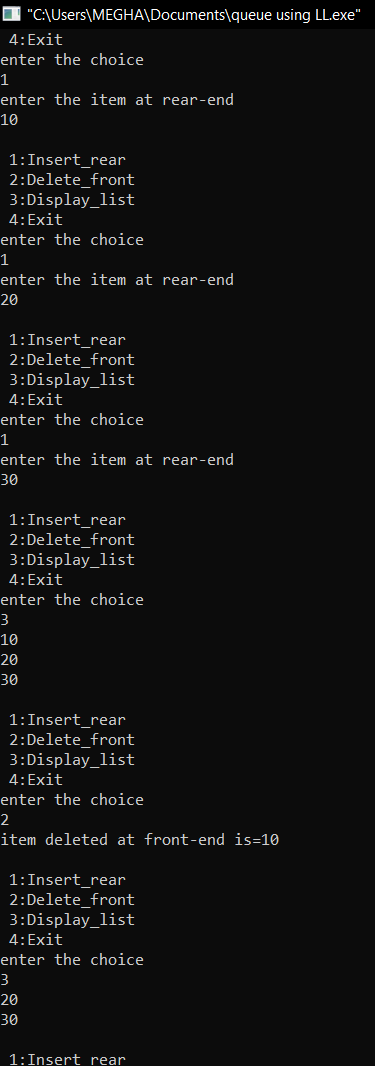 "C:\Users\MEGHA\Documents\queue using LL.exe"
4:Exit
enter the choice
1
enter the item at rear-end
10
1:Insert_rear
2:Delete_front
3:Display_list
4:Exit
enter the choice
1
enter the item at rear-end
20
1:Insert_rear
2:Delete_front
3:Display_list
4:Exit
enter the choice
1
enter the item at rear-end
30
1:Insert_rear
2:Delete_front
3:Display_list
4:Exit
enter the choice
3
10
20
30
1:Insert_rear
2:Delete_front
3:Display_list
4:Exit
enter the choice
2
item deleted at front-end is=10
1:Insert_rear
2:Delete_front
3:Display_list
4:Exit
enter the choice
3
20
30
1:Insert rear